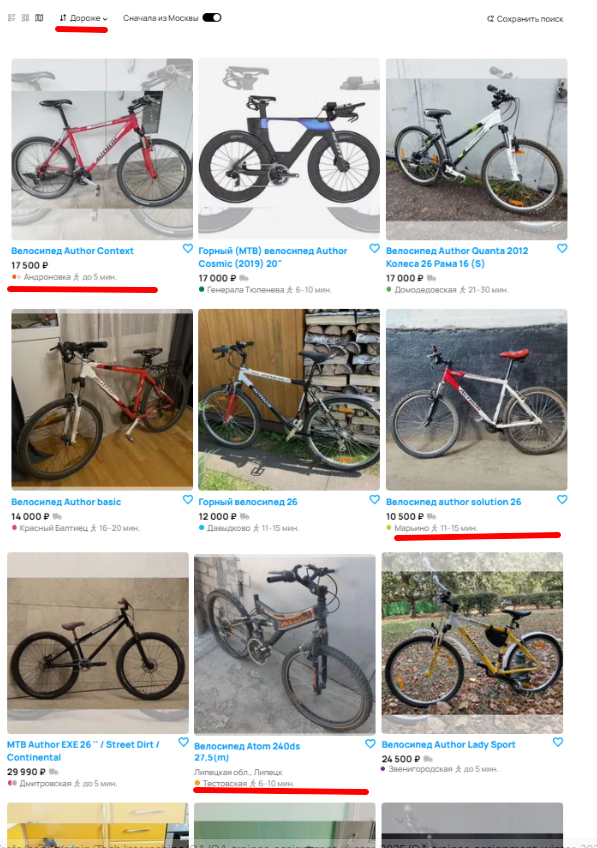 Дороже
Сначала из Москвы
Сохранить поиск
Велосипед Author Context
17 500 ₽
Андроновка до 5 мин.
Горный (MTB) велосипед Author
Cosmic (2019) 20"
17 000 ₽
Генерала Тюленева 6–10 мин.
Велосипед Author Quanta 2012
Колеса 26 Рама 16 (S)
17 000 ₽
Домодедовская 21–30 мин.
Велосипед Author basic
14 000 ₽
Красный Балтиец 16–20 мин.
Горный велосипед 26
12 000 ₽
Давыдково 11–15 мин.
Велосипед author solution 26
10 500 ₽
Марьино 11–15 мин.
MTB Author EXE 26 '' / Street Dirt /
Continental
29 990 ₽
Дмитровская до 5 мин.
Велосипед Atom 240ds
27,5(m)
Липецкая обл., Липецк
Тестовская 6–10 мин.
Велосипед Author Lady Sport
24 500 ₽
Звенигородская до 5 мин.